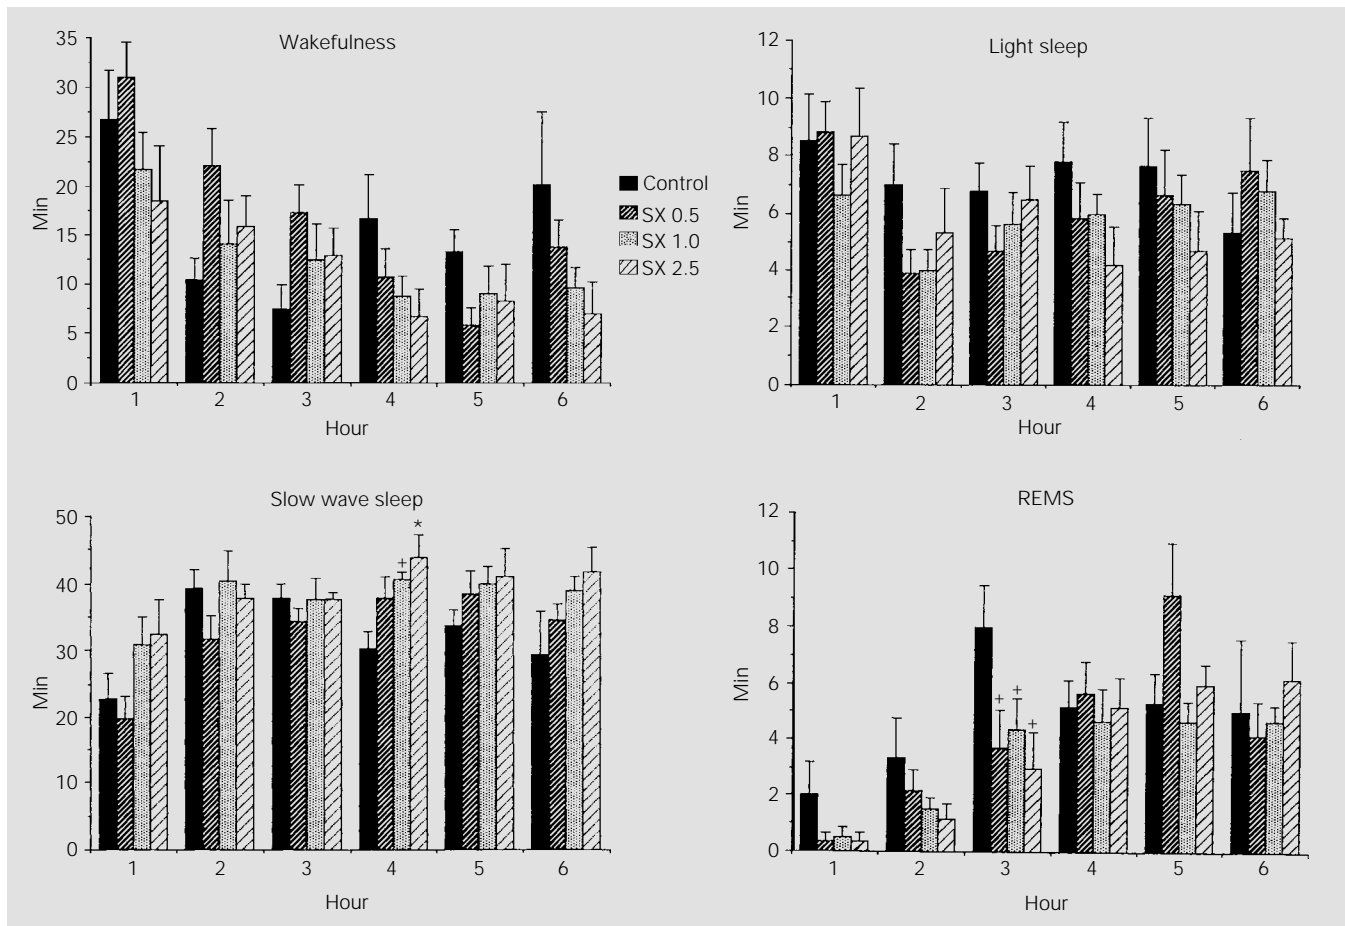 Wakefulness
35
30
25
20
15
10
5
0
Min
1 2 3 4 5 6
Hour
Control
SX 0.5
SX 1.0
SX 2.5
Light sleep
12
10
8
6
4
2
0
Min
1 2 3 4 5 6
Hour
Slow wave sleep
50
40
30
20
10
0
Min
+ *
1 2 3 4 5 6
Hour
REMS
12
10
8
6
4
2
0
Min
+ + +
1 2 3 4 5 6
Hour